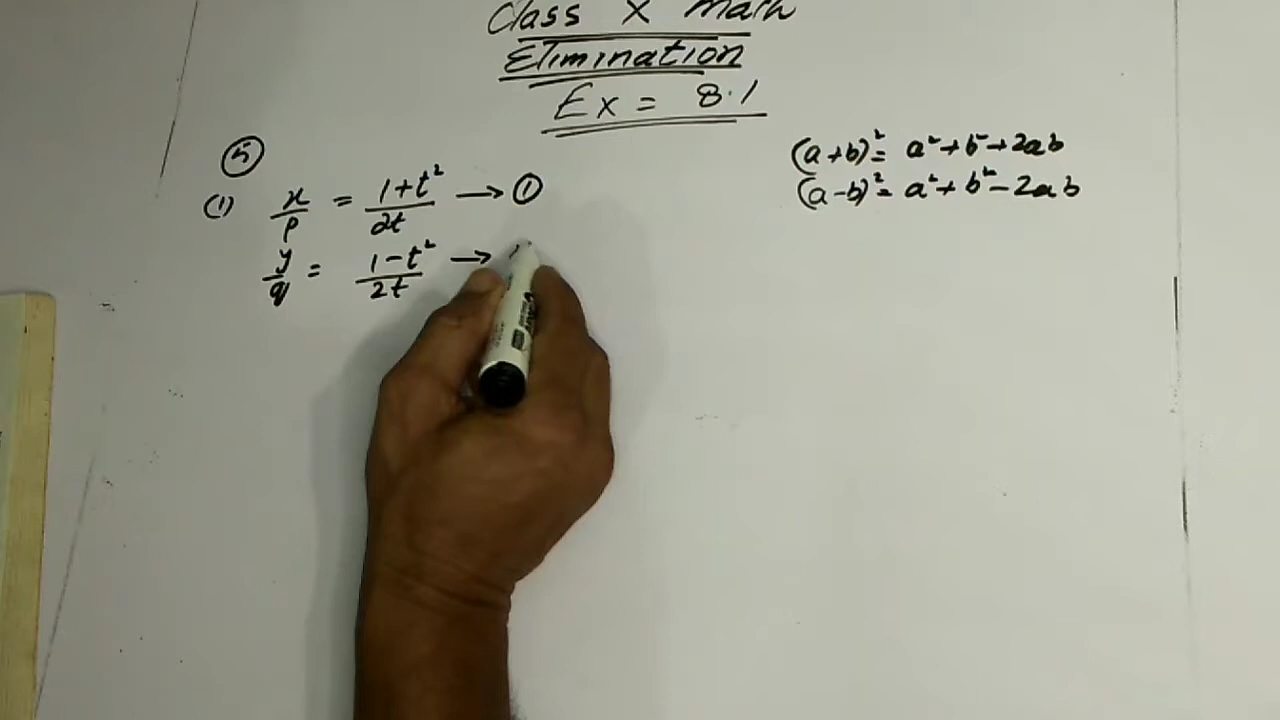 Class X Math
Elimination
Ex = 8.1
(a+b)² = a²+b²+2ab
(a-b)² = a²+b²-2ab
⑤
(1) x/p = 1+t²/2t → ①
y/q = 1-t²/2t →